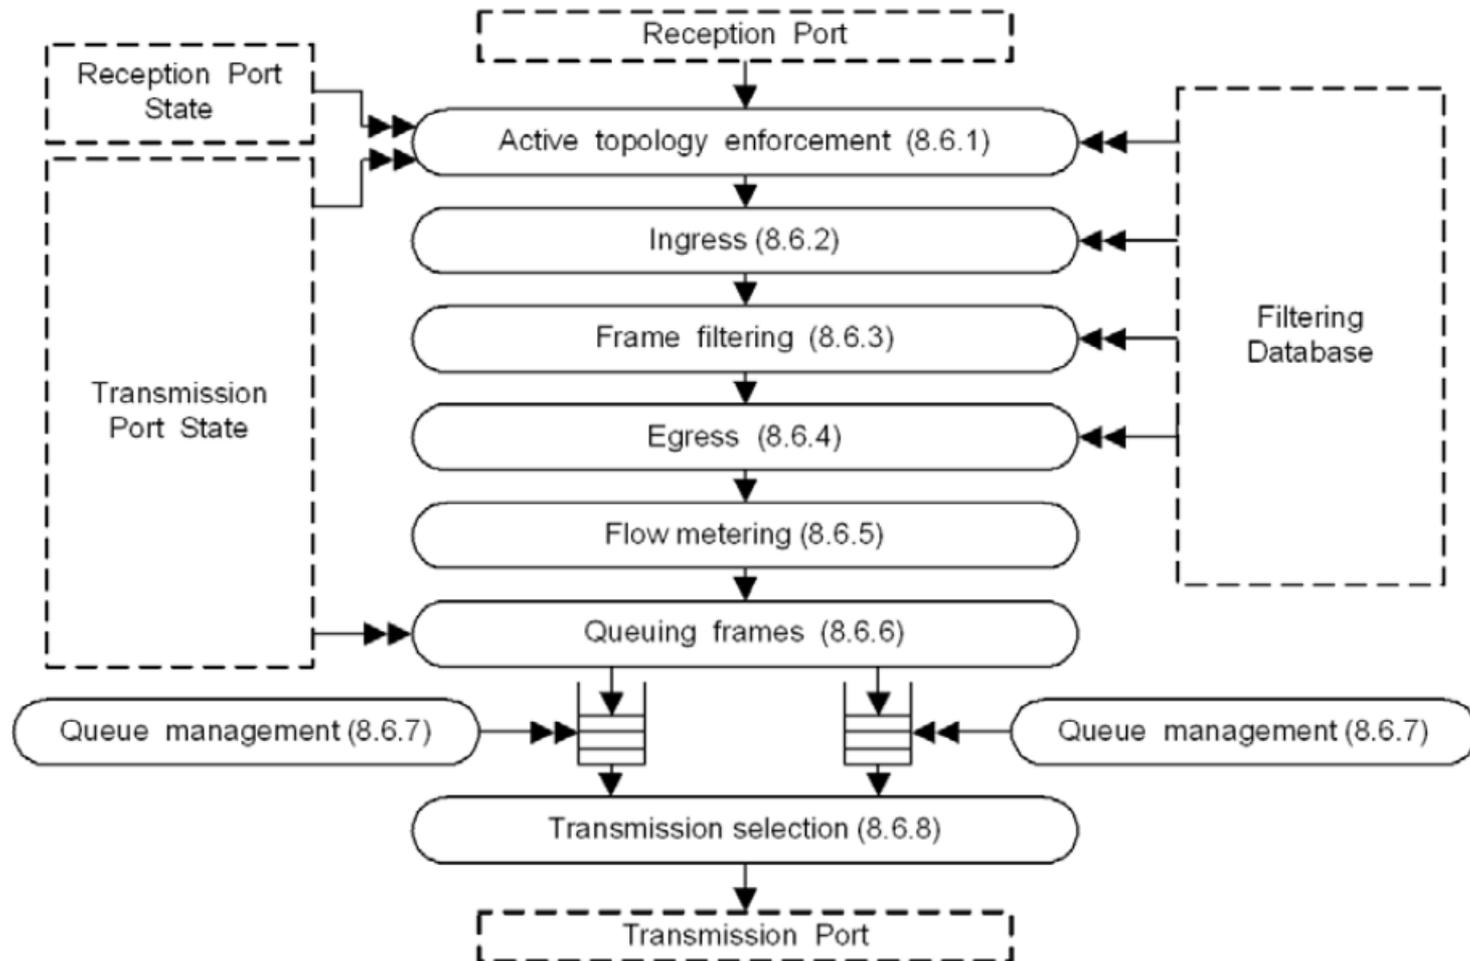 Reception Port
Reception Port
State
Active topology enforcement (8.6.1)
Ingress (8.6.2)
Frame filtering (8.6.3)
Filtering
Database
Transmission
Port State
Egress (8.6.4)
Flow metering (8.6.5)
Queuing frames (8.6.6)
Queue management (8.6.7)
Queue management (8.6.7)
Transmission selection (8.6.8)
Transmission Port